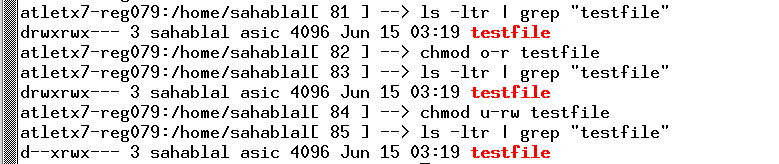 atletx7-reg079:/home/sahablal[ 81 ] --> ls -ltr | grep "testfile"
drwxrwx--- 3 sahablal asic 4096 Jun 15 03:19 testfile
atletx7-reg079:/home/sahablal[ 82 ] --> chmod o-r testfile
atletx7-reg079:/home/sahablal[ 83 ] --> ls -ltr | grep "testfile"
drwxrwx--- 3 sahablal asic 4096 Jun 15 03:19 testfile
atletx7-reg079:/home/sahablal[ 84 ] --> chmod u-rw testfile
atletx7-reg079:/home/sahablal[ 85 ] --> ls -ltr | grep "testfile"
d--xrwx--- 3 sahablal asic 4096 Jun 15 03:19 testfile